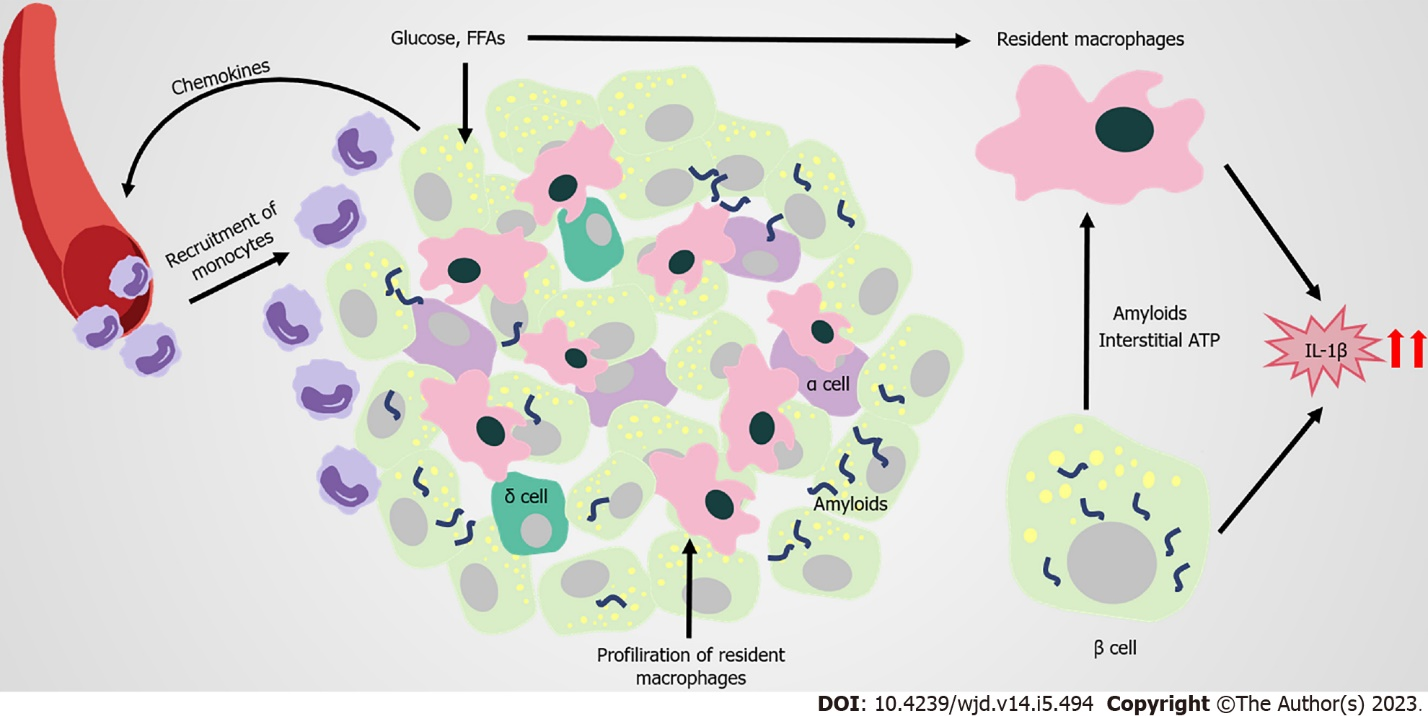 Glucose, FFAs
Resident macrophages
Chemokines
Recruitment of
monocytes
Amyloids
Interstitial ATP
IL-1β
α cell
δ cell
Amyloids
β cell
Profiliration of resident
macrophages
DOI: 10.4239/wjd.v14.i5.494 Copyright ©The Author(s) 2023.